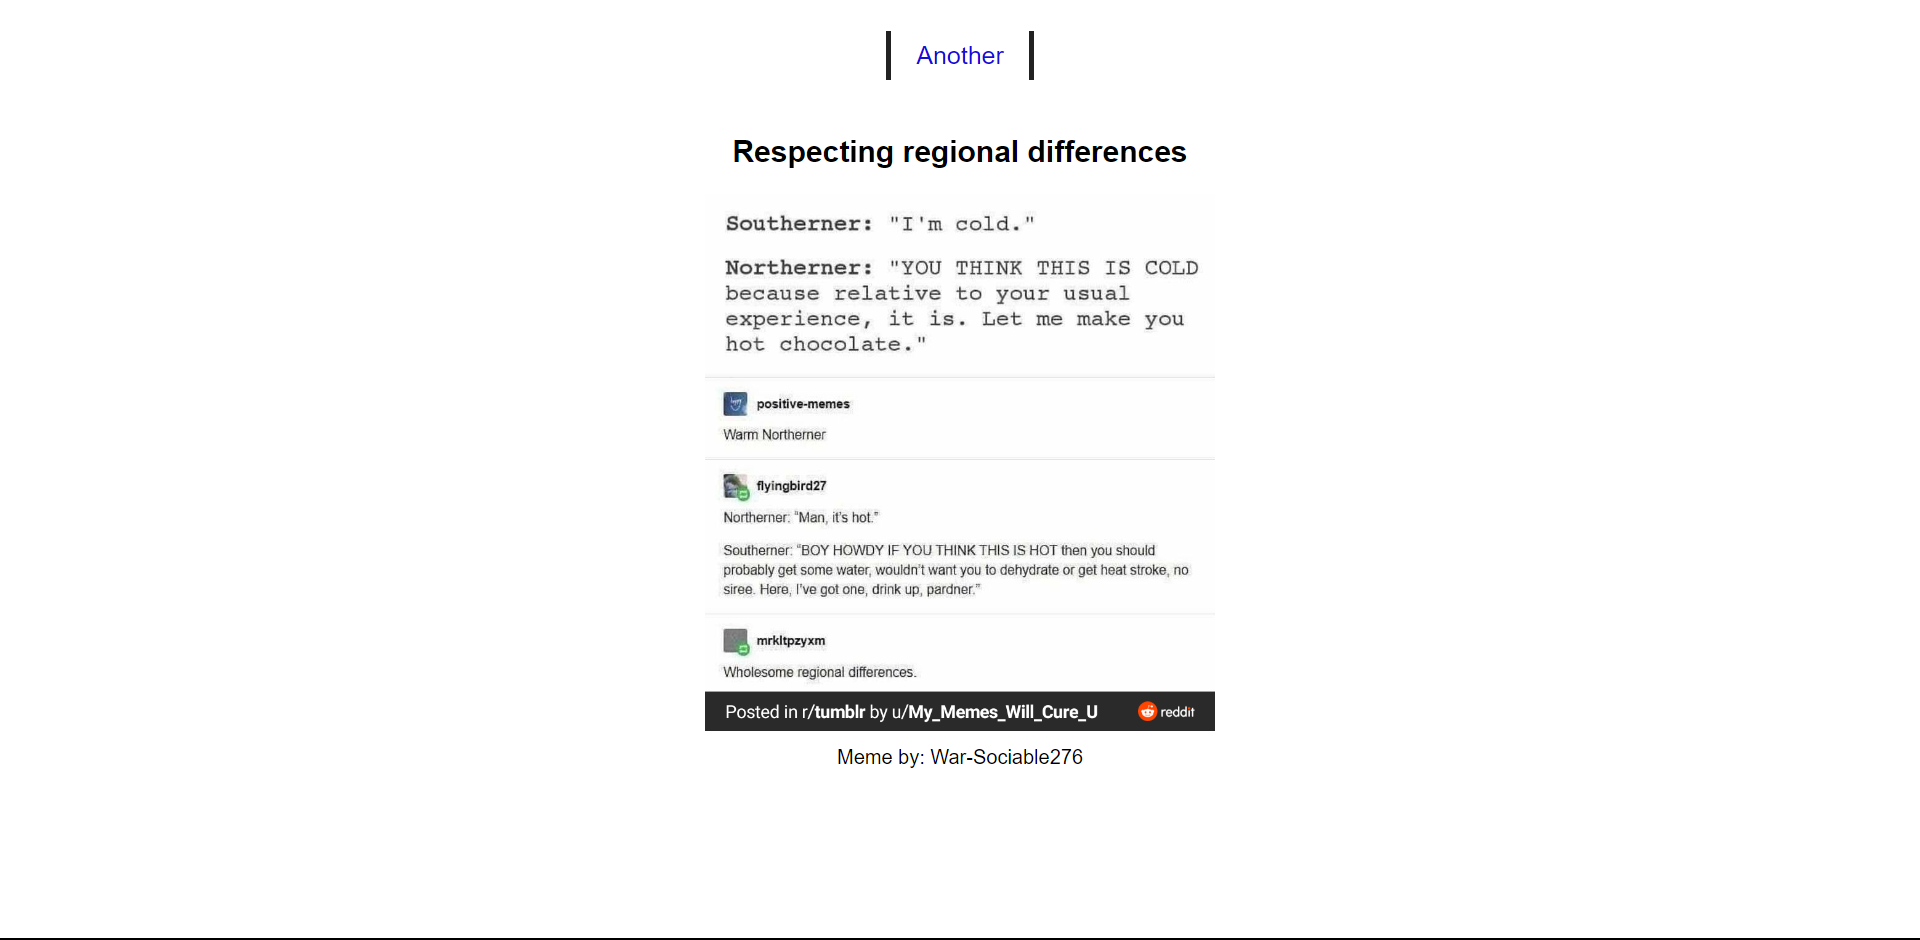 Another
Respecting regional differences
Southerner: "I'm cold."
Northerner: "YOU THINK THIS IS COLD
because relative to your usual
experience, it is. Let me make you
hot chocolate."
positive-memes
Warm Northerner
flyingbird27
Northerner: “Man, it’s hot.”
Southerner: “BOY HOWDY IF YOU THINK THIS IS HOT then you should
probably get some water, wouldn’t want you to dehydrate or get heat stroke, no
siree. Here, I’ve got one, drink up, pardner.”
mrkltpzyxm
Wholesome regional differences.
Posted in r/tumblr by u/My_Memes_Will_Cure_U reddit
Meme by: War-Sociable276